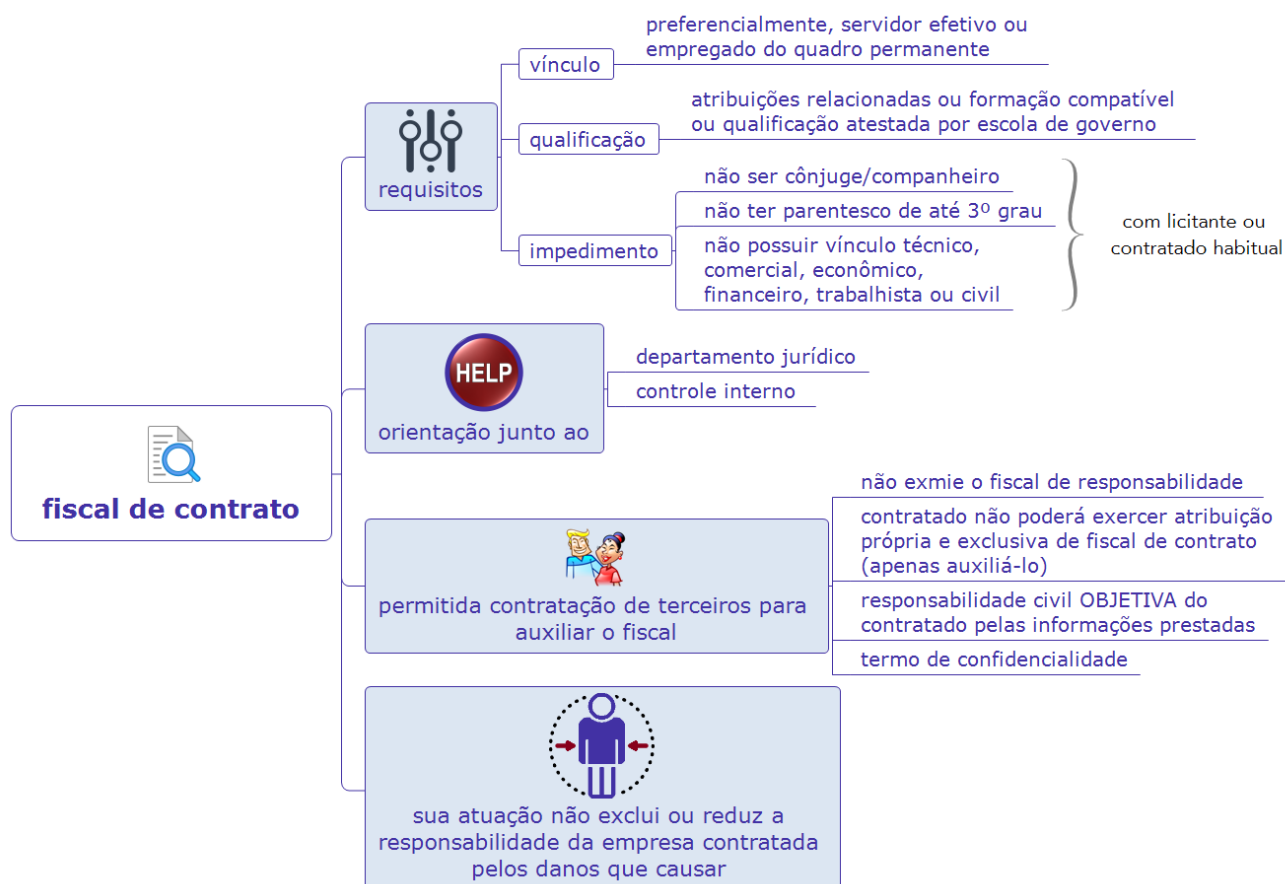 fiscal de contrato
requisitos
vínculo
preferencialmente, servidor efetivo ou
empregado do quadro permanente
qualificação
atribuições relacionadas ou formação compatível
ou qualificação atestada por escola de governo
impedimento
não ser cônjuge/companheiro
não ter parentesco de até 3º grau
não possuir vínculo técnico,
comercial, econômico,
financeiro, trabalhista ou civil
com licitante ou
contratado habitual
HELP
orientação junto ao
departamento jurídico
controle interno
permitida contratação de terceiros para
auxiliar o fiscal
não exmie o fiscal de responsabilidade
contratado não poderá exercer atribuição
própria e exclusiva de fiscal de contrato
(apenas auxiliá-lo)
responsabilidade civil OBJETIVA do
contratado pelas informações prestadas
termo de confidencialidade
sua atuação não exclui ou reduz a
responsabilidade da empresa contratada
pelos danos que causar